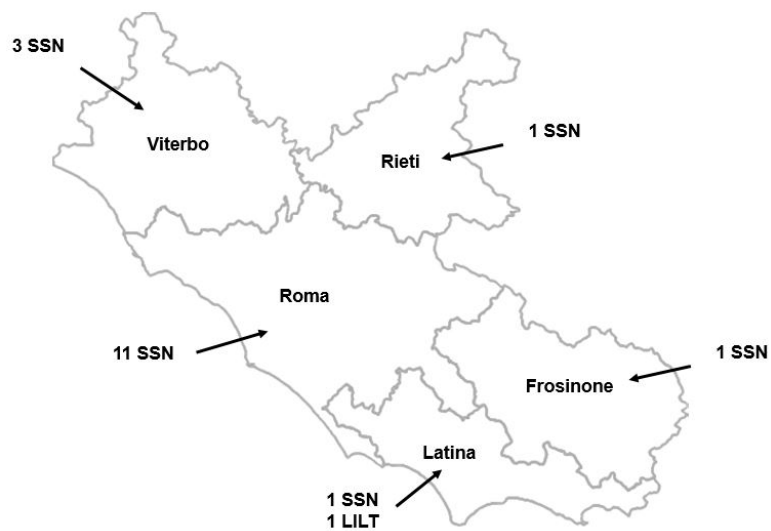 3 SSN
Viterbo
1 SSN
Rieti
Roma
11 SSN
1 SSN
Frosinone
Latina
1 SSN
1 LILT